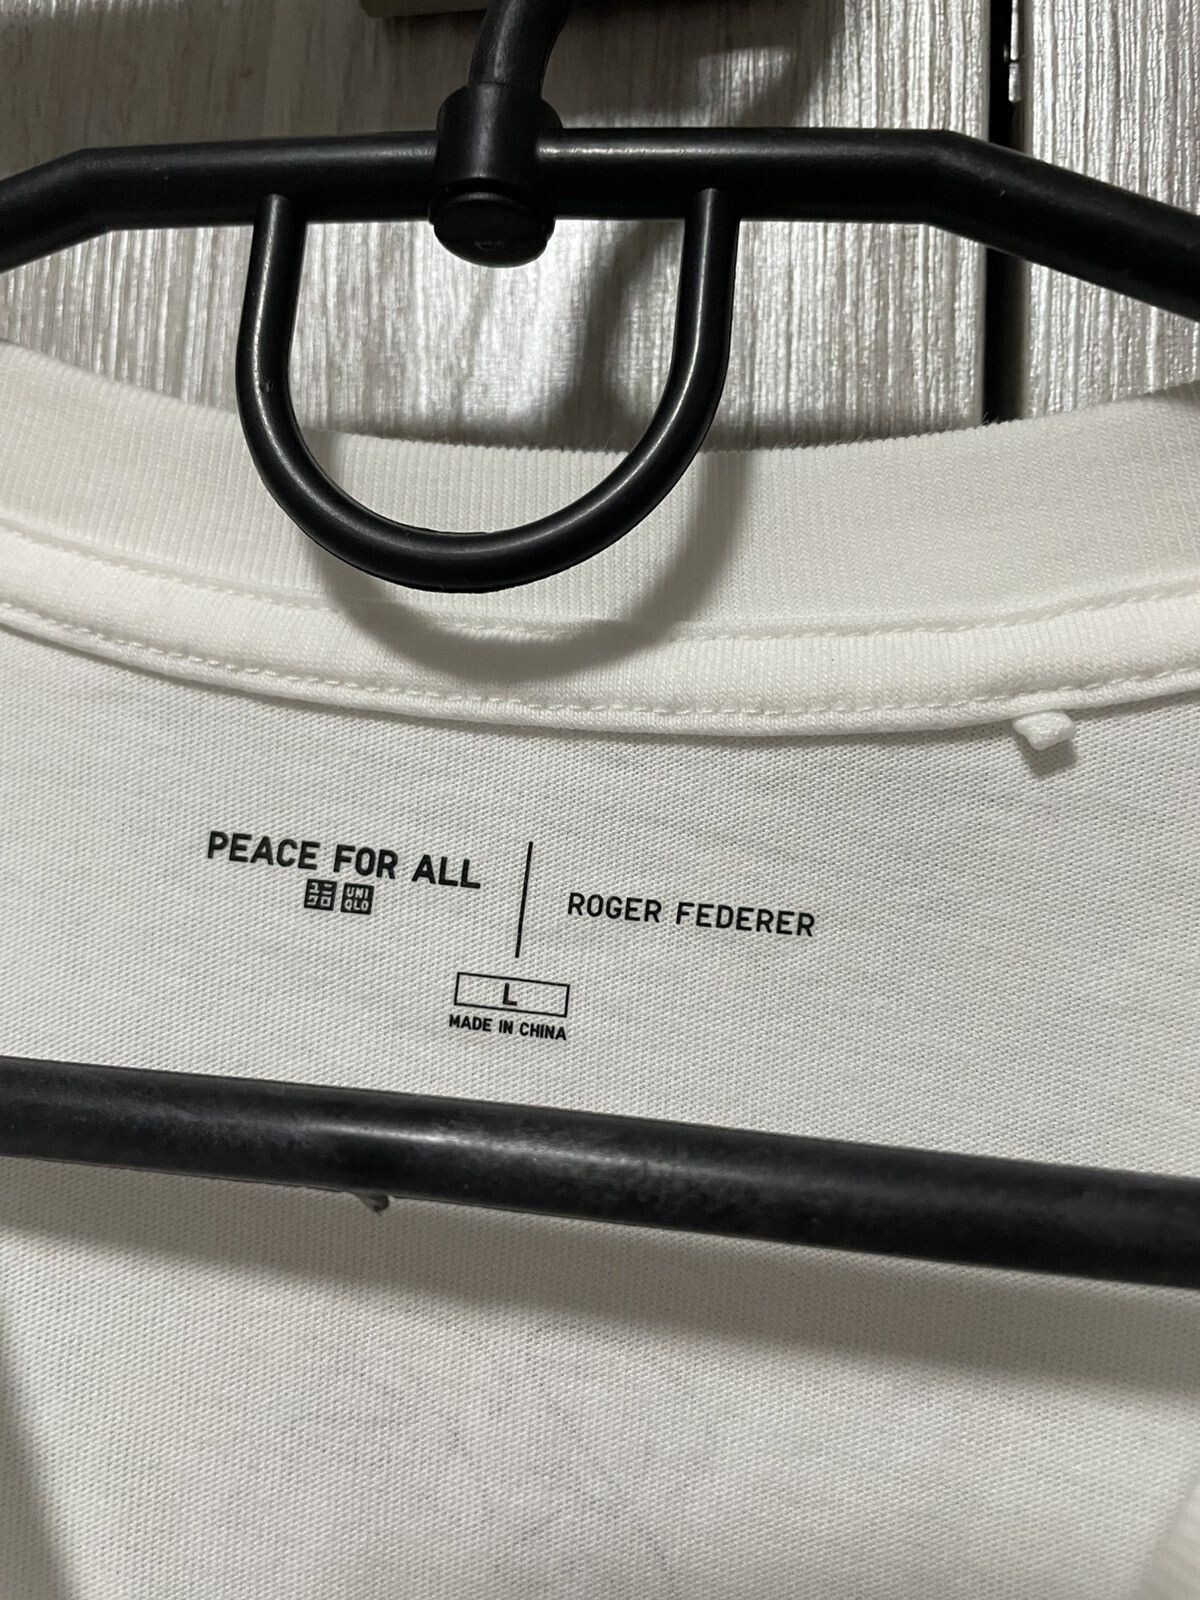 PEACE FOR ALL
ユニ
クロ
UNI
QLO
ROGER FEDERER
L
MADE IN CHINA